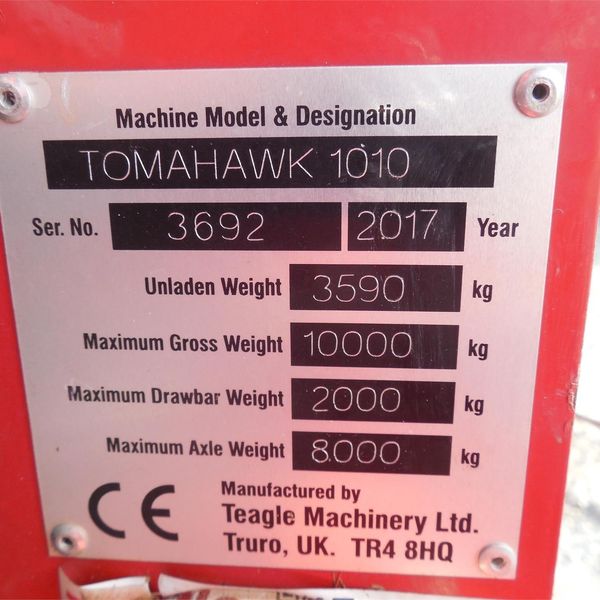 Machine Model & Designation
TOMAHAWK 1010
Ser. No. 3692 2017 Year
Unladen Weight 3590 kg
Maximum Gross Weight 10000 kg
Maximum Drawbar Weight 2000 kg
Maximum Axle Weight 8000 kg
CE
Manufactured by
Teagle Machinery Ltd.
Truro, UK. TR4 8HQ